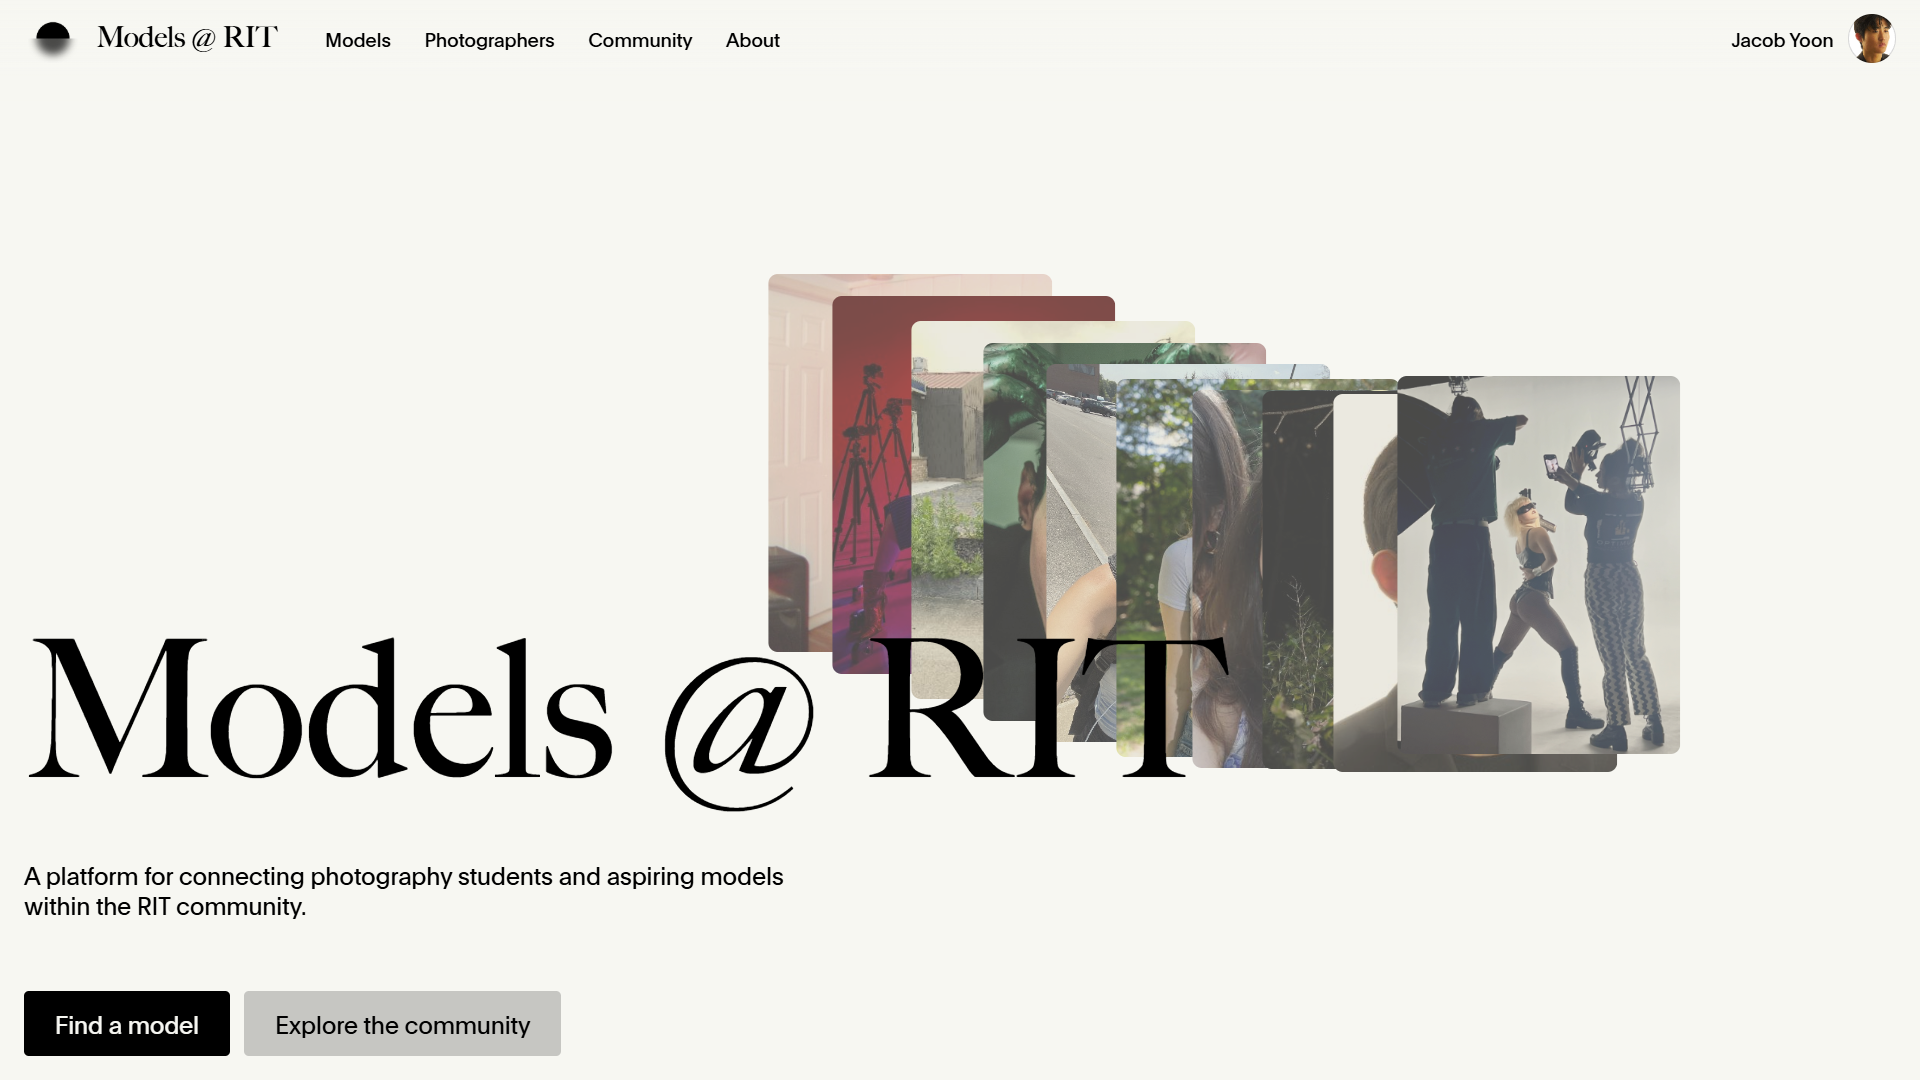 Models @ RIT
Models
Photographers
Community
About
Jacob Yoon
Models @ RIT
A platform for connecting photography students and aspiring models
within the RIT community.
Find a model
Explore the community